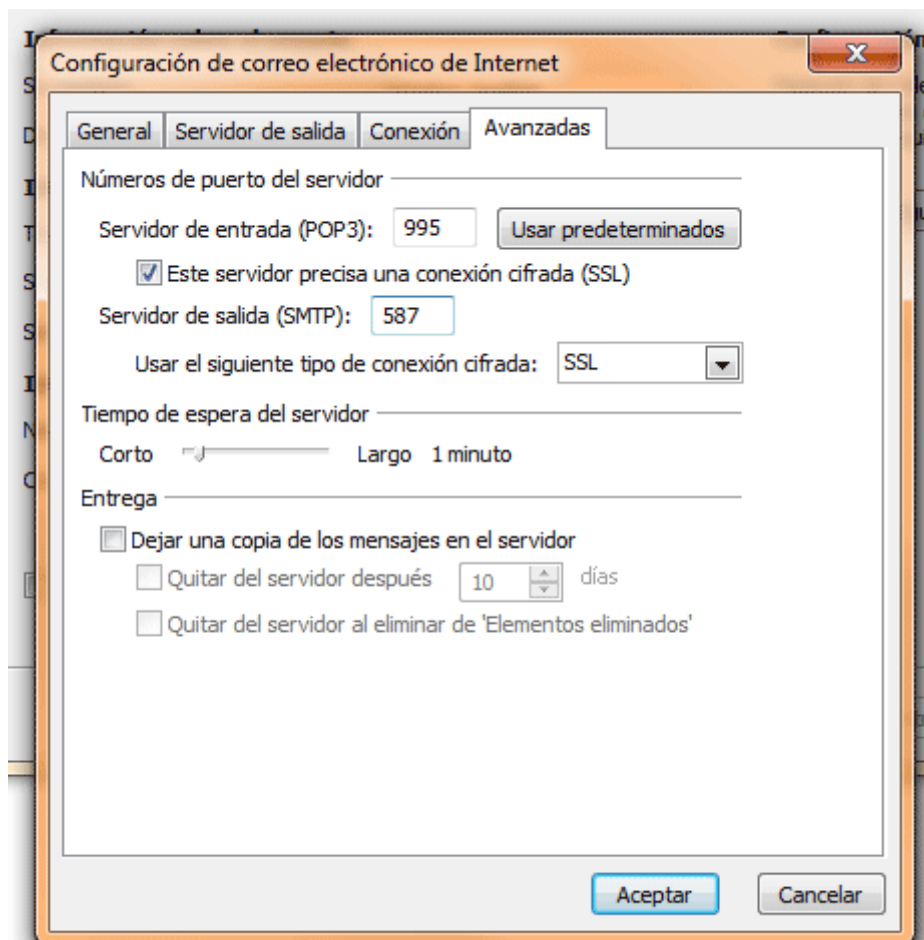 Configuración de correo electrónico de Internet
General Servidor de salida Conexión Avanzadas
Números de puerto del servidor
Servidor de entrada (POP3): 995 Usar predeterminados
Este servidor precisa una conexión cifrada (SSL)
Servidor de salida (SMTP): 587
Usar el siguiente tipo de conexión cifrada: SSL
Tiempo de espera del servidor
Corto Largo 1 minuto
Entrega
Dejar una copia de los mensajes en el servidor
Quitar del servidor después 10 días
Quitar del servidor al eliminar de 'Elementos eliminados'
Aceptar Cancelar